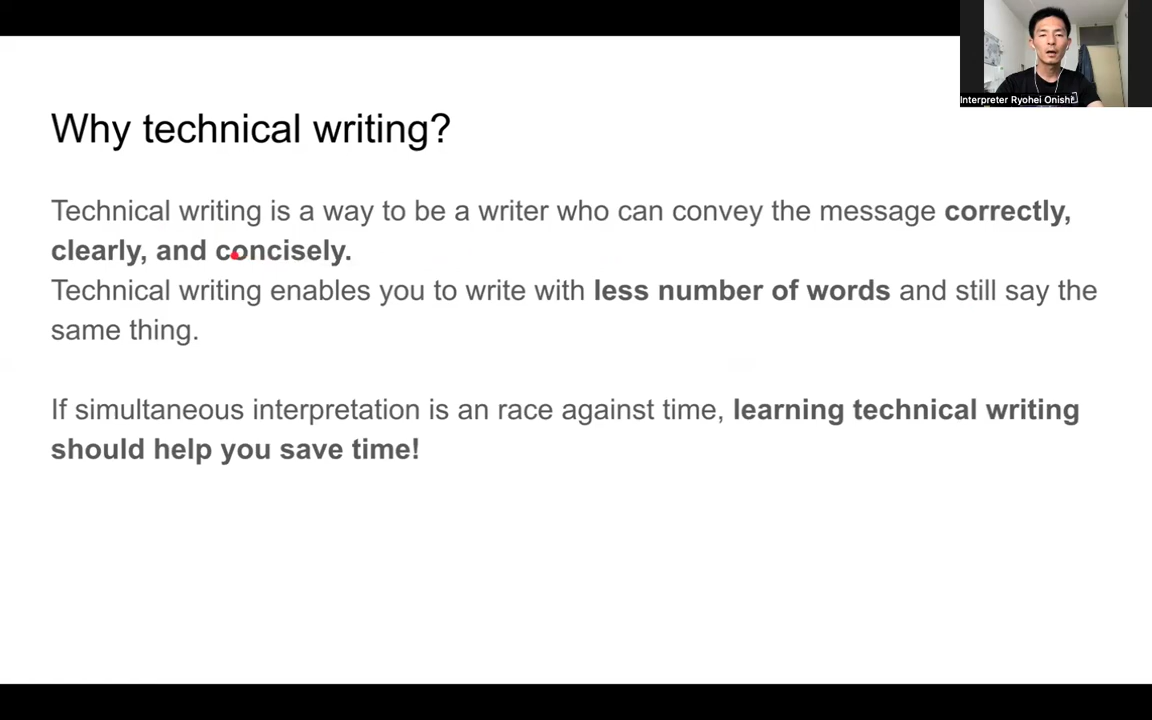 Interpreter Ryohei Onishi
Why technical writing?
Technical writing is a way to be a writer who can convey the message correctly,
clearly, and concisely.
Technical writing enables you to write with less number of words and still say the
same thing.
If simultaneous interpretation is an race against time, learning technical writing
should help you save time!